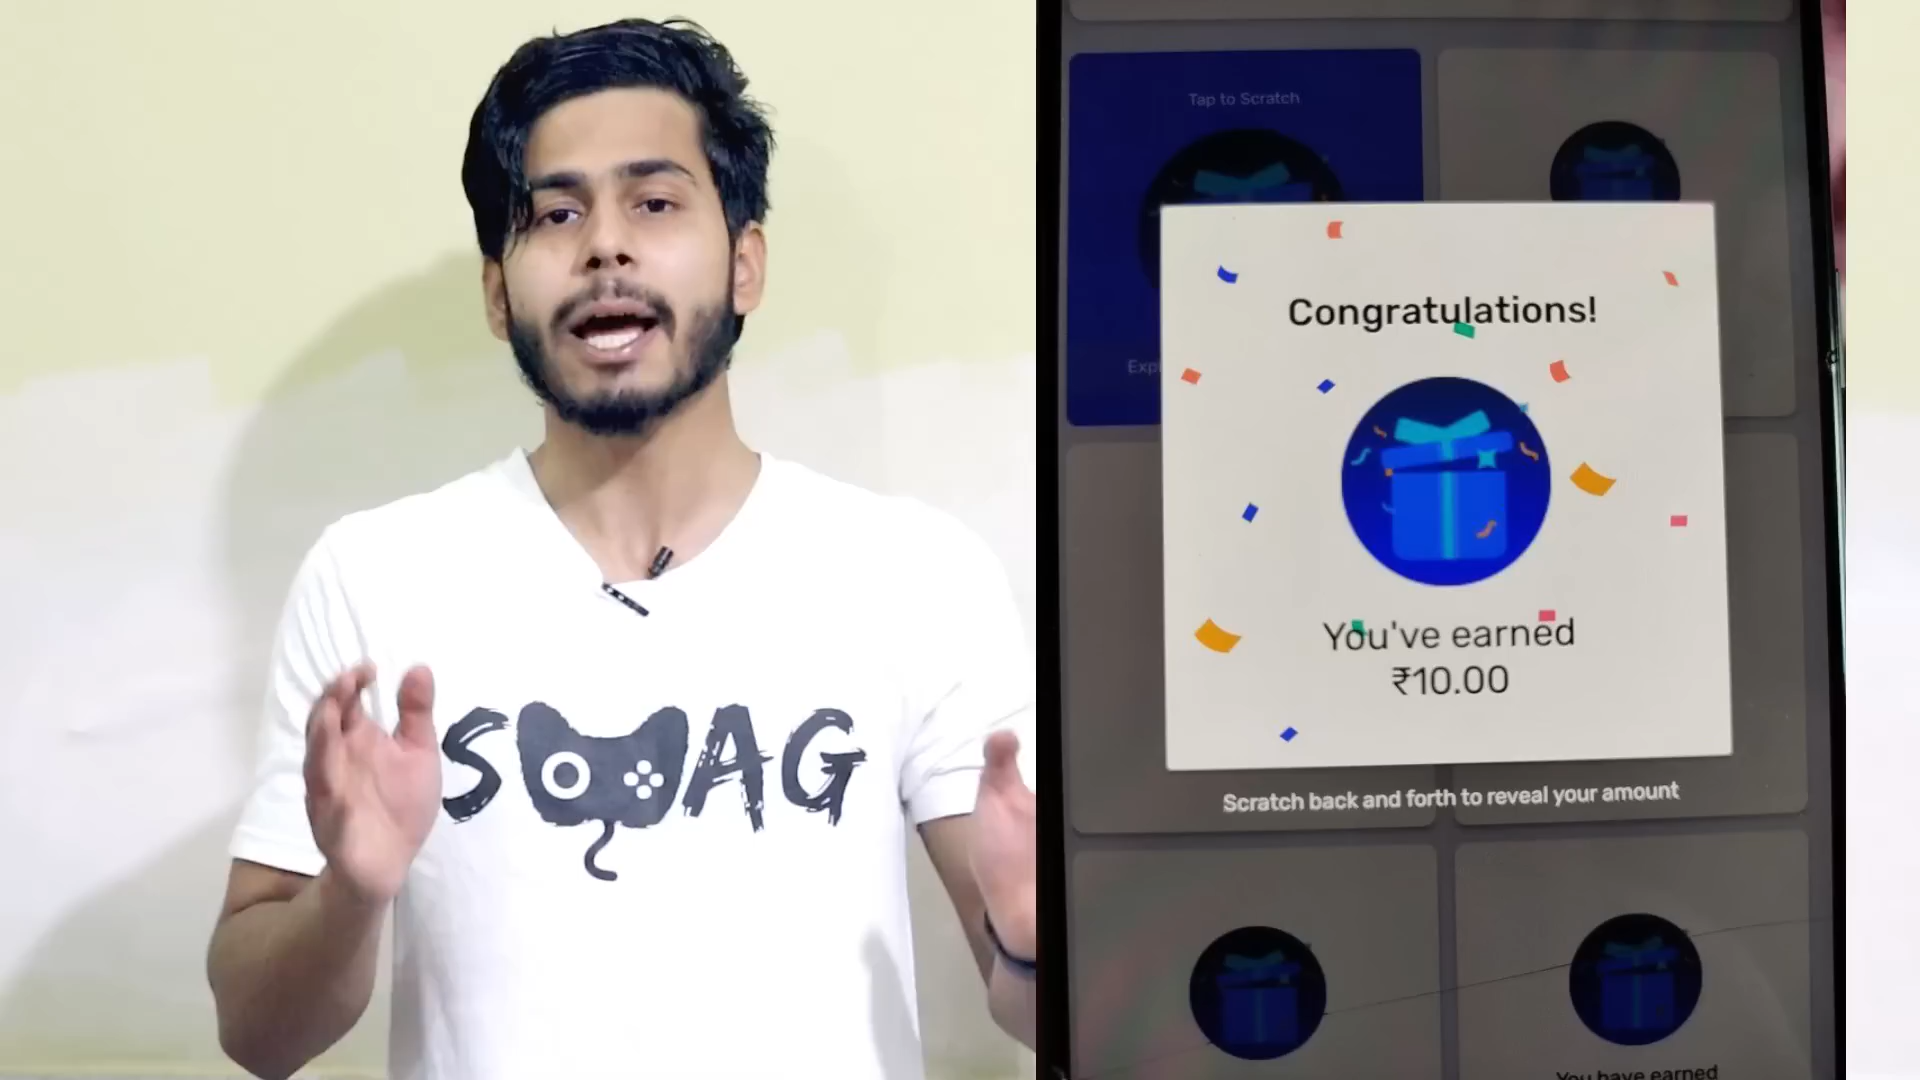 SWAG
Tap to Scratch
Congratulations!
You've earned
₹10.00
Scratch back and forth to reveal your amount
You have earned